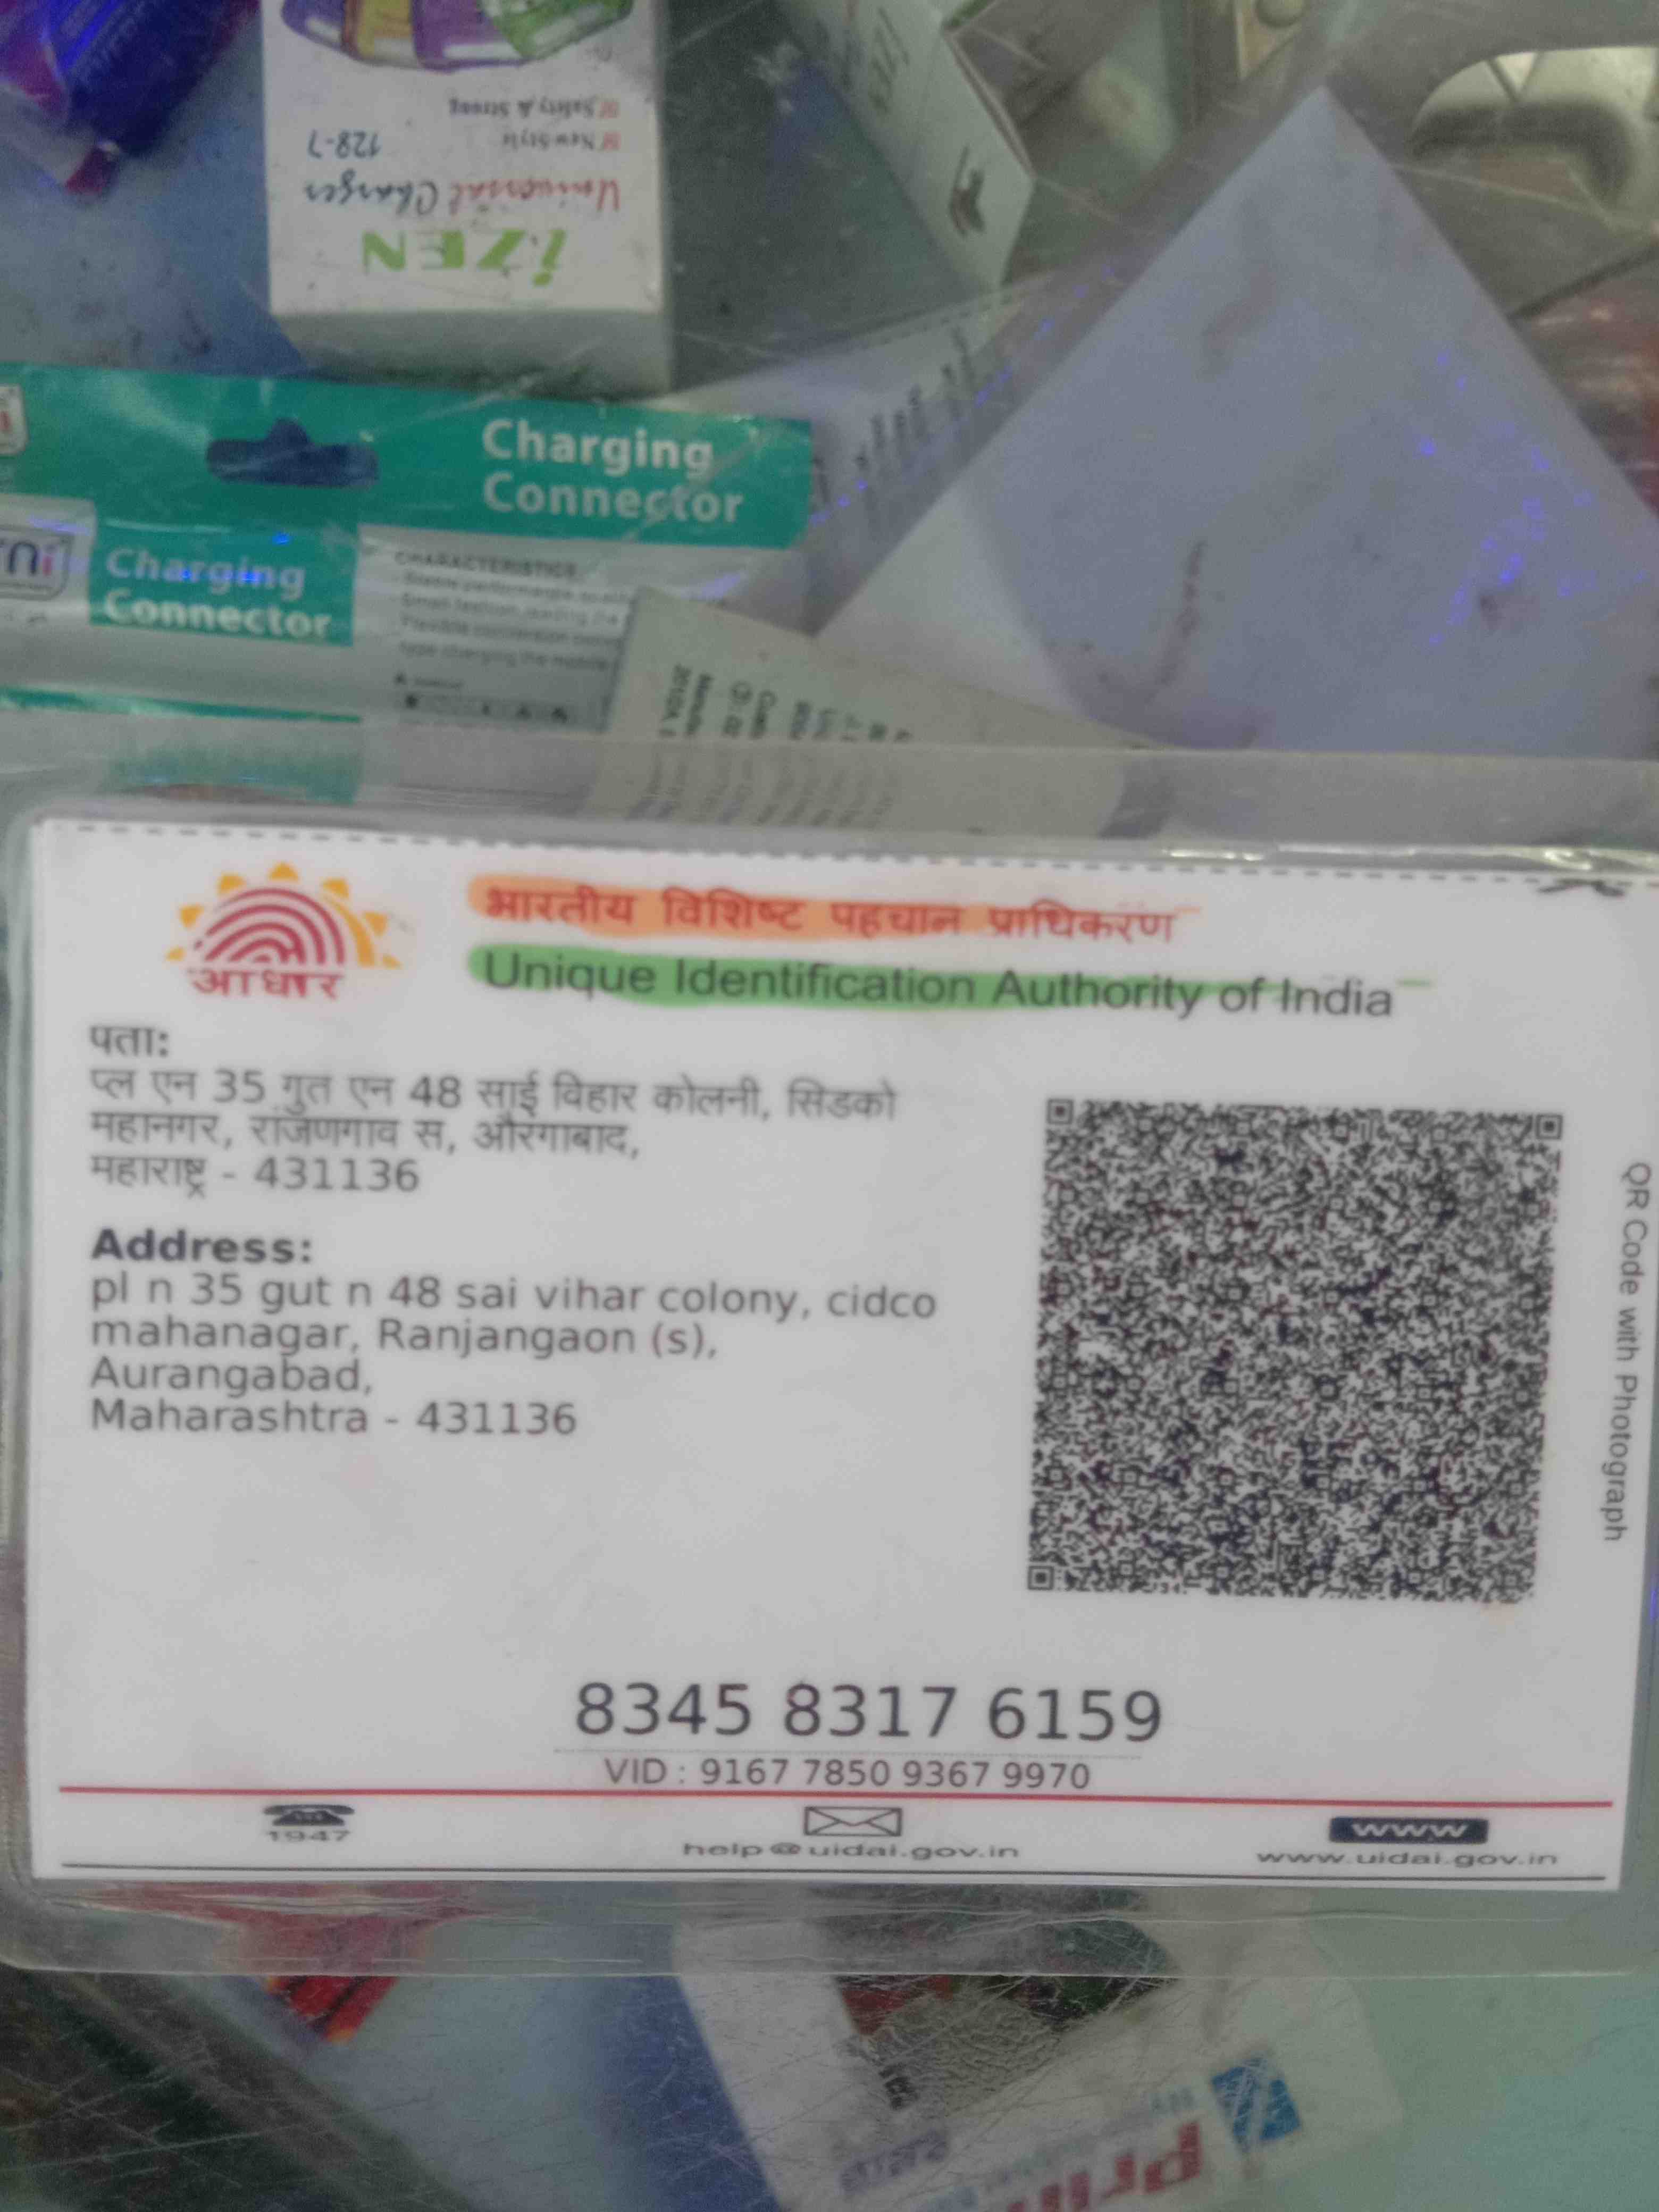 Safety & Strong
New Style 128-7
Universal Charger
iZEN
Charging
Connector
Charging
Connector
CHARACTERISTICS
आधार
भारतीय विशिष्ट पहचान प्राधिकरण
Unique Identification Authority of India
पता:
प्ल एन 35 गुत एन 48 साई विहार कोलनी, सिडको
महानगर, रांजणगाव स, औरंगाबाद,
महाराष्ट्र - 431136
Address:
pl n 35 gut n 48 sai vihar colony, cidco
mahanagar, Ranjangaon (s),
Aurangabad,
Maharashtra - 431136
QR Code with Photograph
8345 8317 6159
VID : 9167 7850 9367 9970
1947
help@uidai.gov.in
www
www.uidai.gov.in